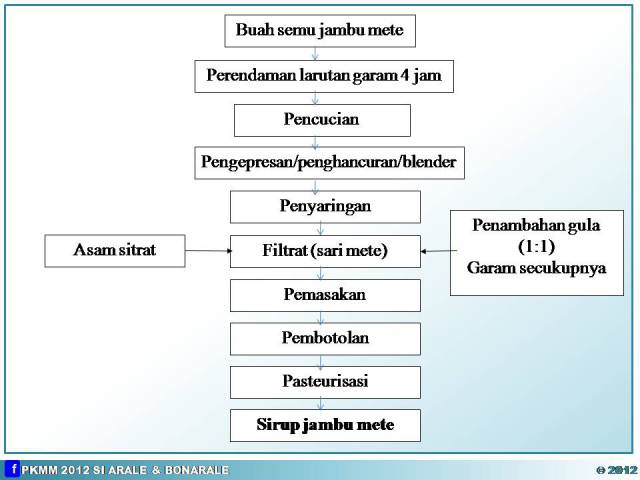 Buah semu jambu mete
Perendaman larutan garam 4 jam
Pencucian
Pengepresan/penghancuran/blender
Penyaringan
Asam sitrat
Filtrat (sari mete)
Penambahan gula
(1:1)
Garam secukupnya
Pemasakan
Pembotolan
Pasteurisasi
Sirup jambu mete
f PKMM 2012 SI ARALE & BONARALE
© 2012